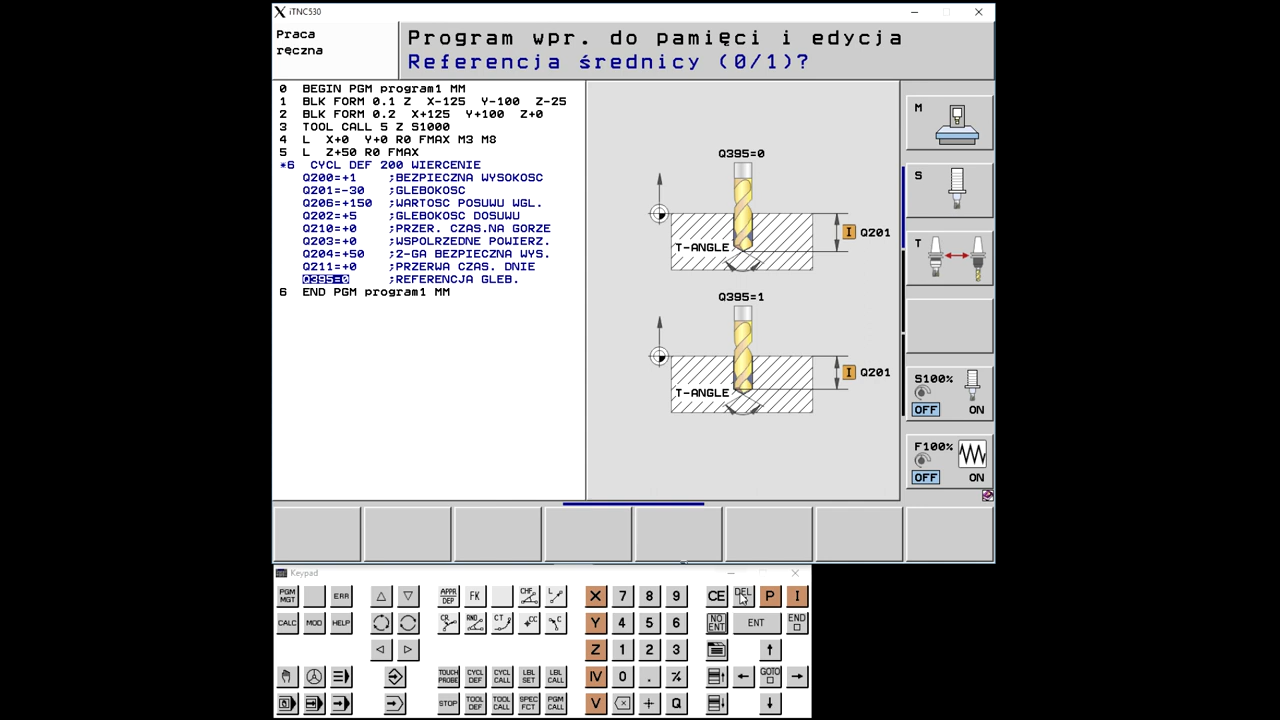 iTNC530
Praca
ręczna
Program wpr. do pamięci i edycja
Referencja średnicy (0/1)?
0 BEGIN PGM program1 MM
1 BLK FORM 0.1 Z X-125 Y-100 Z-25
2 BLK FORM 0.2 X+125 Y+100 Z+0
3 TOOL CALL 5 Z S1000
4 L X+0 Y+0 R0 FMAX M3 M8
5 L Z+50 R0 FMAX
*6 CYCL DEF 200 WIERCENIE
Q200=+1 ;BEZPIECZNA WYSOKOSC
Q201=-30 ;GLEBOKOSC
Q206=+150 ;WARTOSC POSUWU WGL.
Q202=+5 ;GLEBOKOSC DOSUWU
Q210=+0 ;PRZER. CZAS.NA GORZE
Q203=+0 ;WSPOLRZEDNE POWIERZ.
Q204=+50 ;2-GA BEZPIECZNA WYS.
Q211=+0 ;PRZERWA CZAS. DNIE
Q395=0 ;REFERENCJA GLEB.
6 END PGM program1 MM
Q395=0
T-ANGLE
I Q201
Q395=1
T-ANGLE
I Q201
M
S
T
S100%
OFF ON
F100%
OFF ON
Keypad
PGM MGT ERR APPR DEP FK CHF L X 7 8 9 CE DEL P I
CALC MOD HELP CR RND CT CC C Y 4 5 6 NO ENT ENT END
Z 1 2 3
TOUCH PROBE CYCL DEF CYCL CALL LBL SET LBL CALL IV 0 . GOTO
STOP TOOL DEF TOOL CALL SPEC FCT PGM CALL V + Q